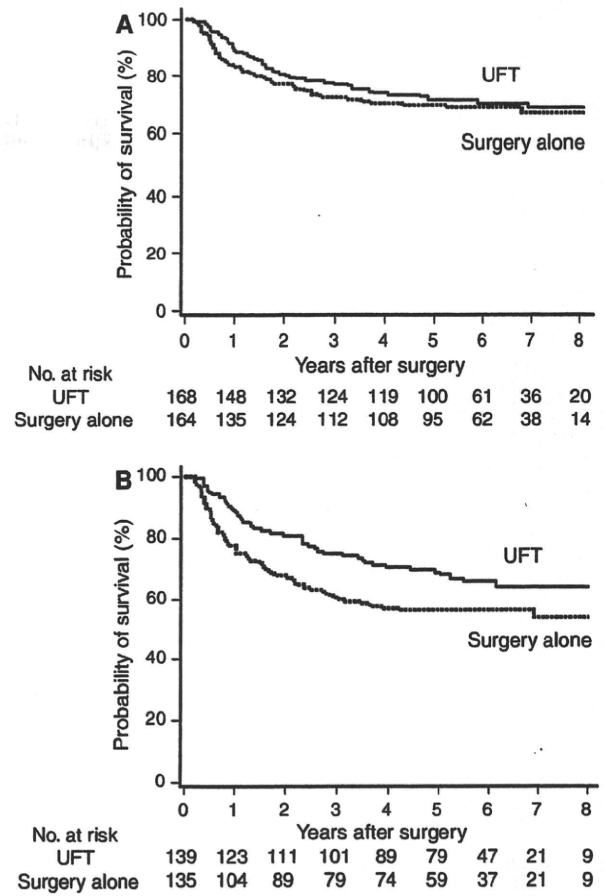 A
Probability of survival (%)
100
80
60
40
20
0
UFT
Surgery alone
0 1 2 3 4 5 6 7 8
Years after surgery
No. at risk
UFT 168 148 132 124 119 100 61 36 20
Surgery alone 164 135 124 112 108 95 62 38 14
B
Probability of survival (%)
100
80
60
40
20
0
UFT
Surgery alone
0 1 2 3 4 5 6 7 8
Years after surgery
No. at risk
UFT 139 123 111 101 89 79 47 21 9
Surgery alone 135 104 89 79 74 59 37 21 9